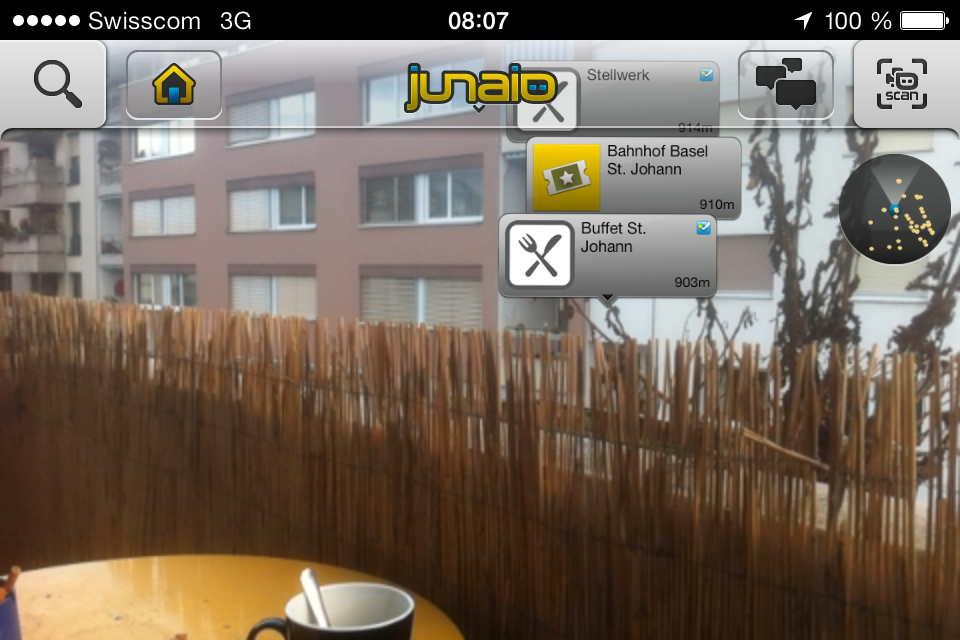 Swisscom 3G 08:07 100 %
junaio
scan
Stellwerk
914m
Bahnhof Basel
St. Johann
910m
Buffet St.
Johann
903m